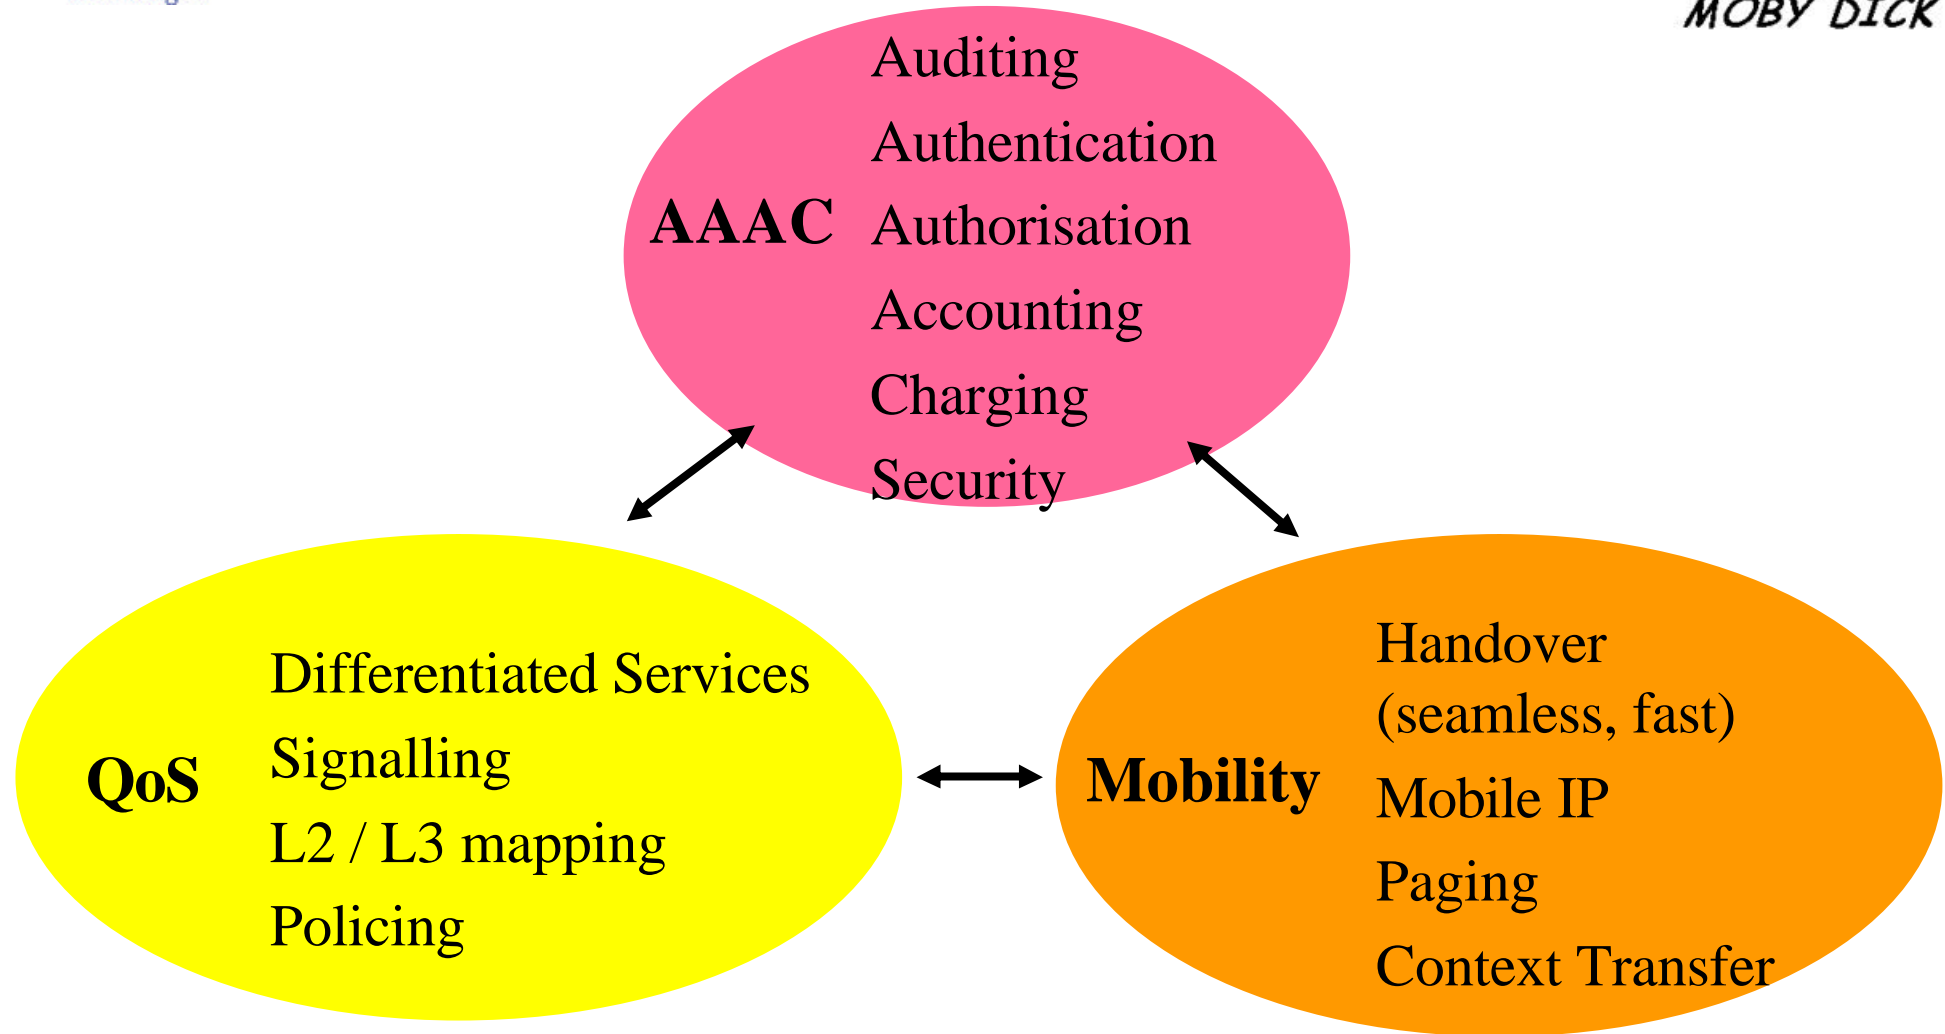 MOBY DICK
AAAC
Auditing
Authentication
Authorisation
Accounting
Charging
Security
QoS
Differentiated Services
Signalling
L2 / L3 mapping
Policing
Mobility
Handover
(seamless, fast)
Mobile IP
Paging
Context Transfer